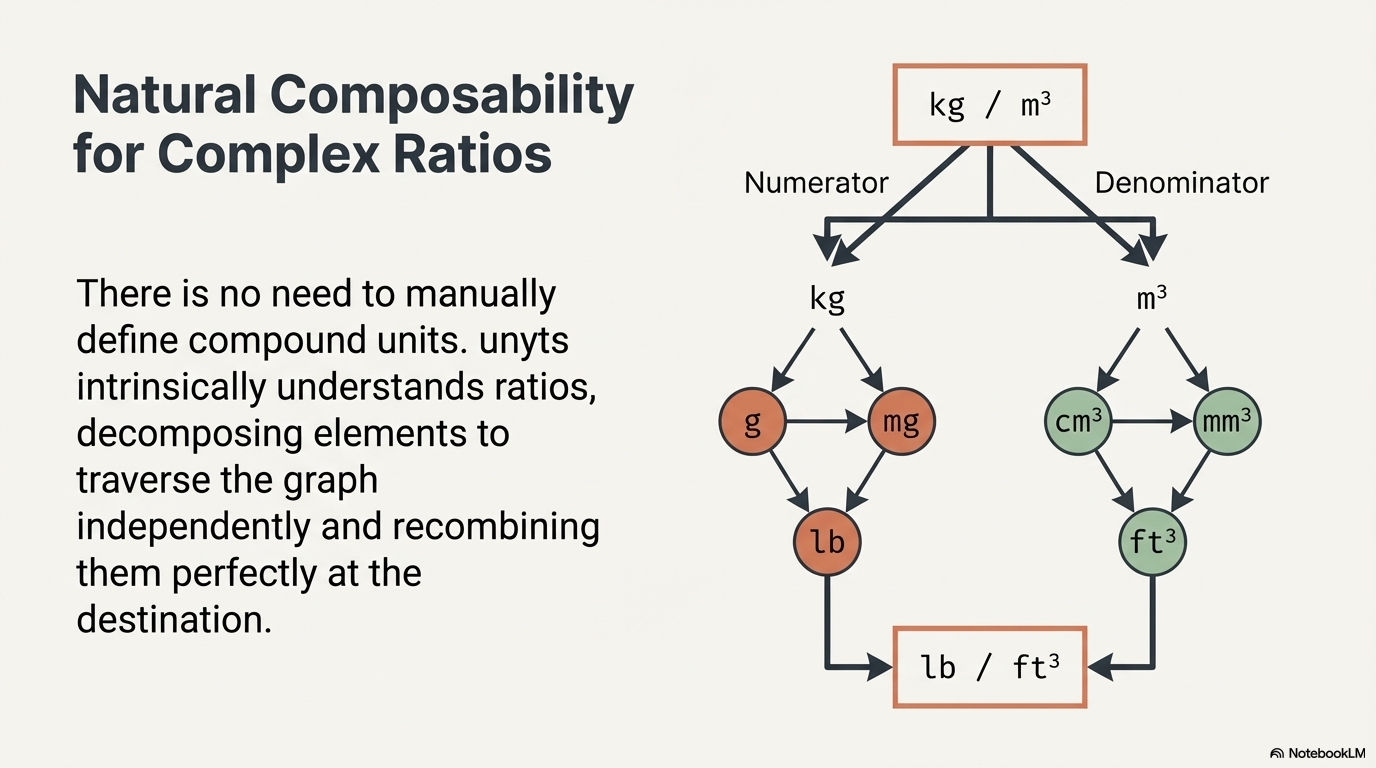 Natural Composability
for Complex Ratios
There is no need to manually
define compound units. unyts
intrinsically understands ratios,
decomposing elements to
traverse the graph
independently and recombining
them perfectly at the
destination.
kg / m³
Numerator
Denominator
kg
m³
g
mg
cm³
mm³
lb
ft³
lb / ft³
NotebookLM